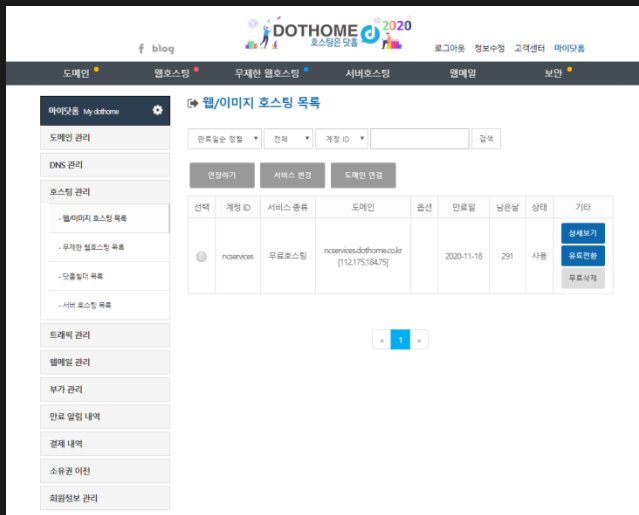 DOTHOME 2020
호스팅은 닷홈
f blog
로그아웃 정보수정 고객센터 마이닷홈
도메인 웹호스팅 무제한 웹호스팅 서버호스팅 웹메일 보안
마이닷홈 My dothome
도메인 관리
DNS 관리
호스팅 관리
- 웹/이미지 호스팅 목록
- 무제한 웹호스팅 목록
- 닷홈빌더 목록
- 서버 호스팅 목록
트래픽 관리
웹메일 관리
부가 관리
만료 알림 내역
결제 내역
소유권 이전
회원정보 관리
웹/이미지 호스팅 목록
만료일순 정렬 전체 계정 ID 검색
연장하기 서비스 변경 도메인 연결
선택 계정 ID 서비스 종류 도메인 옵션 만료일 남은날 상태 기타
ncservices 무료호스팅 ncservices.dothome.co.kr 2020-11-18 291 사용 상세보기
[112.175.184.75] 유료전환
무료삭제
« 1 »